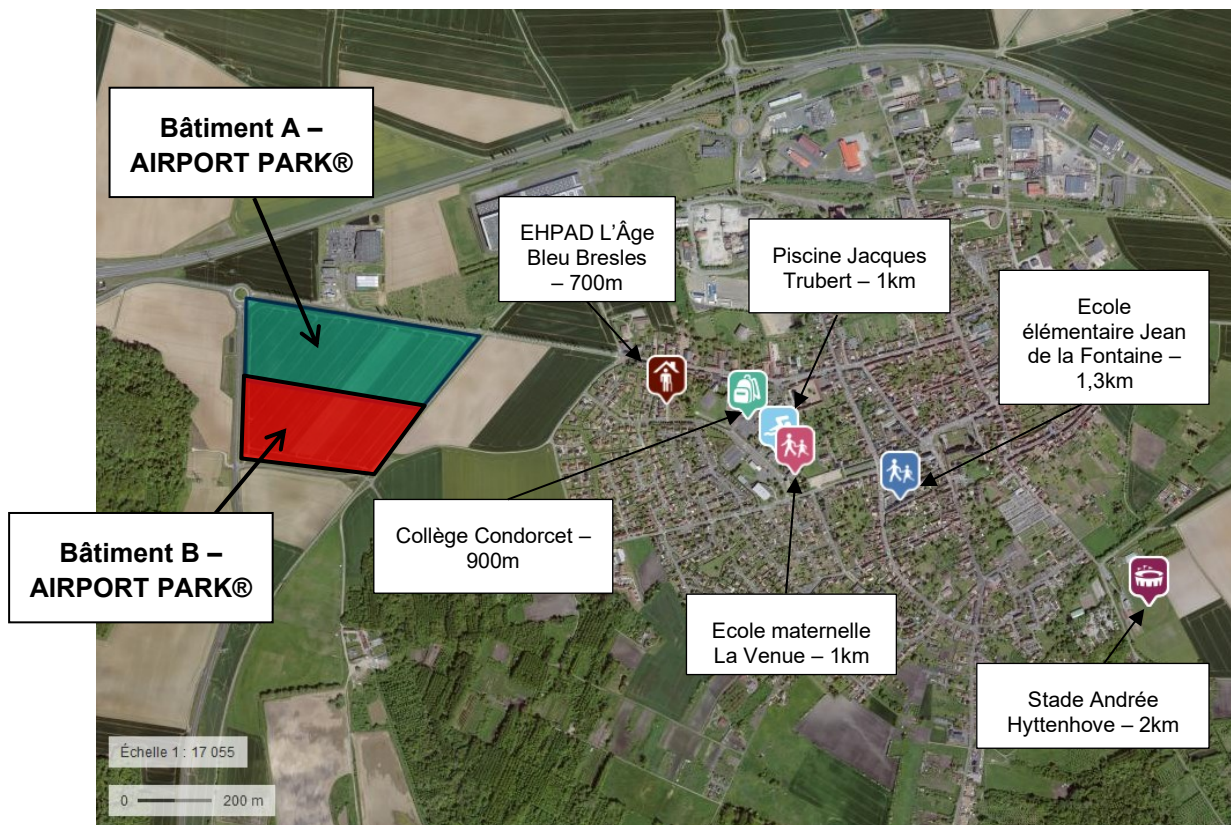 Bâtiment A –
AIRPORT PARK®
EHPAD L'Âge
Bleu Bresles
– 700m
Piscine Jacques
Trubert – 1km
Ecole
élémentaire Jean
de la Fontaine –
1,3km
Bâtiment B –
AIRPORT PARK®
Collège Condorcet –
900m
Ecole maternelle
La Venue – 1km
Stade Andrée
Hyttenhove – 2km
Échelle 1 : 17 055
0 200 m